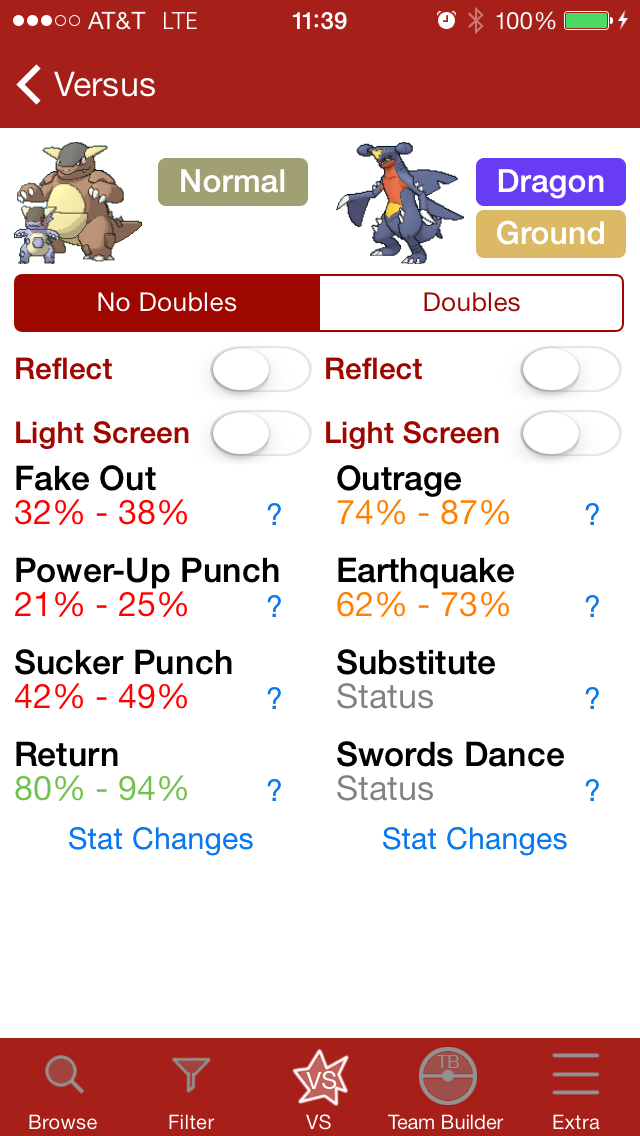 AT&T LTE 11:39 100%
Versus
Normal Dragon
Ground
No Doubles Doubles
Reflect Reflect
Light Screen Light Screen
Fake Out Outrage
32% - 38% ? 74% - 87% ?
Power-Up Punch Earthquake
21% - 25% ? 62% - 73% ?
Sucker Punch Substitute
42% - 49% ? Status ?
Return Swords Dance
80% - 94% ? Status ?
Stat Changes Stat Changes
VS TB
Browse Filter VS Team Builder Extra